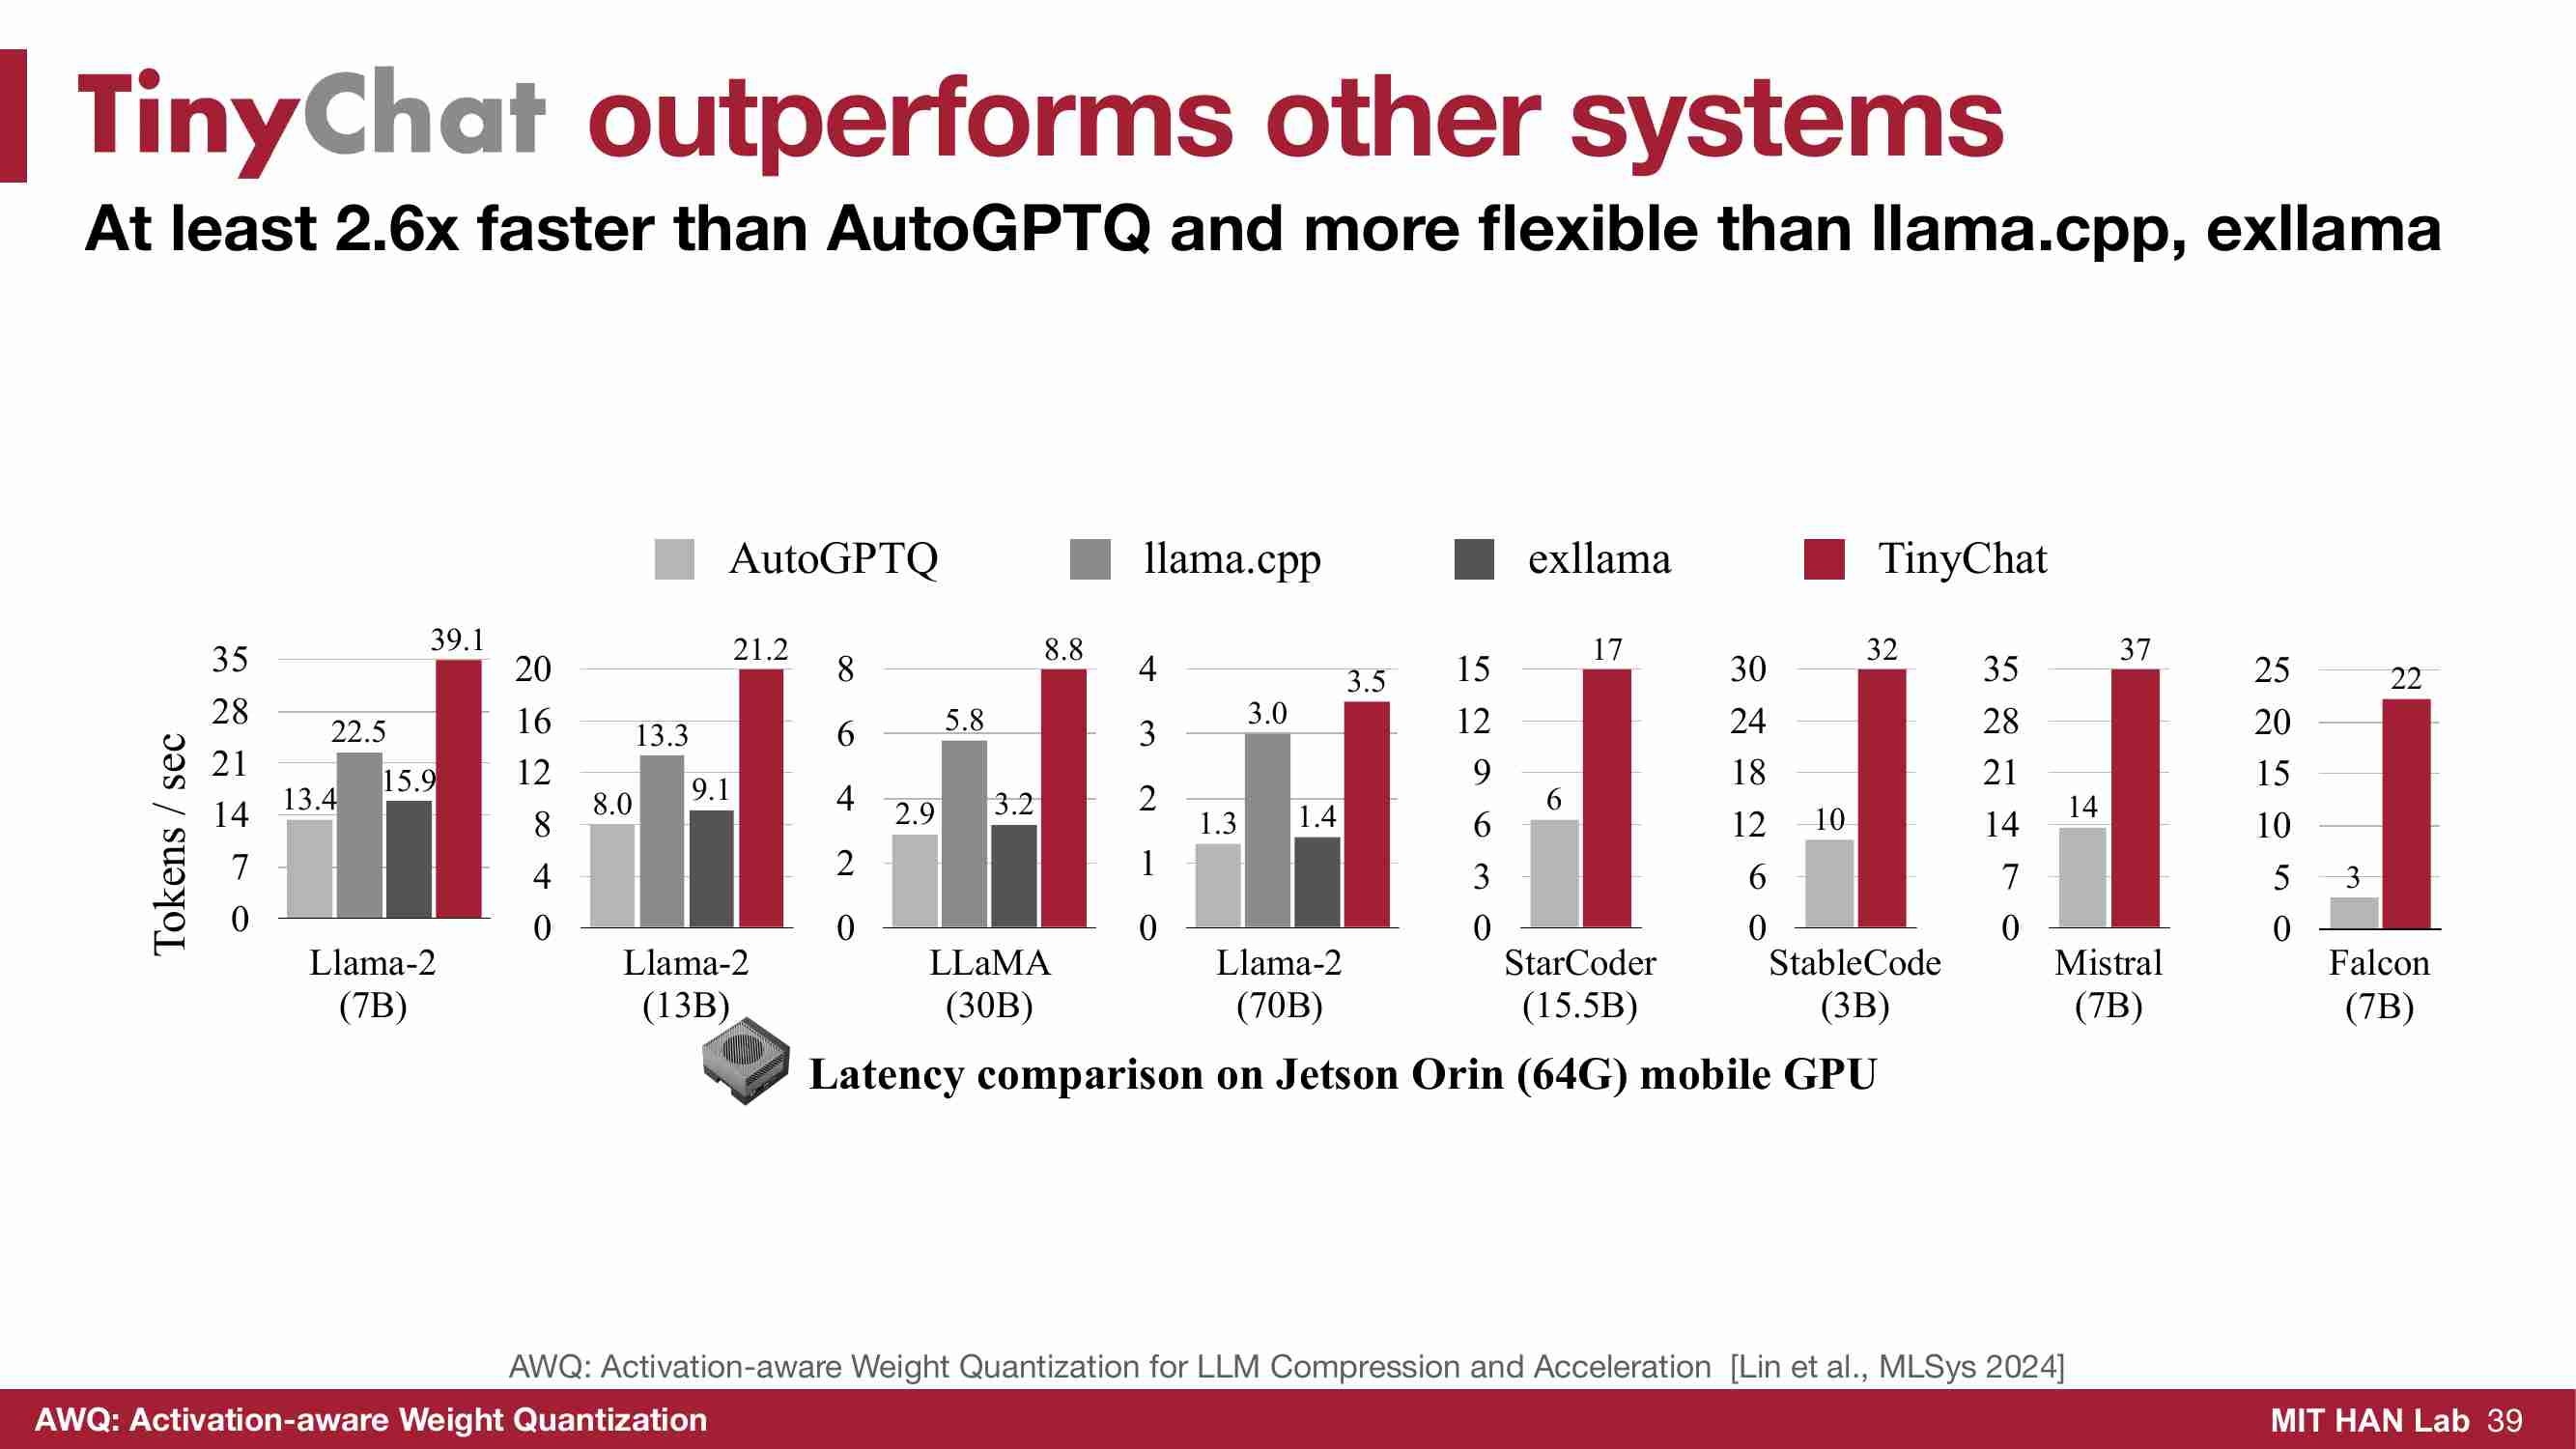 TinyChat outperforms other systems
At least 2.6x faster than AutoGPTQ and more flexible than llama.cpp, exllama
AutoGPTQ llama.cpp exllama TinyChat
Tokens / sec
35
28
21
14
7
0
13.4
22.5
15.9
39.1
Llama-2
(7B)
20
16
12
8
4
0
8.0
13.3
9.1
21.2
Llama-2
(13B)
8
6
4
2
0
2.9
5.8
3.2
8.8
LLaMA
(30B)
4
3
2
1
0
1.3
3.0
1.4
3.5
Llama-2
(70B)
15
12
9
6
3
0
6
17
StarCoder
(15.5B)
30
24
18
12
6
0
10
32
StableCode
(3B)
35
28
21
14
7
0
14
37
Mistral
(7B)
25
20
15
10
5
0
3
22
Falcon
(7B)
Latency comparison on Jetson Orin (64G) mobile GPU
AWQ: Activation-aware Weight Quantization for LLM Compression and Acceleration [Lin et al., MLSys 2024]
AWQ: Activation-aware Weight Quantization
MIT HAN Lab 39